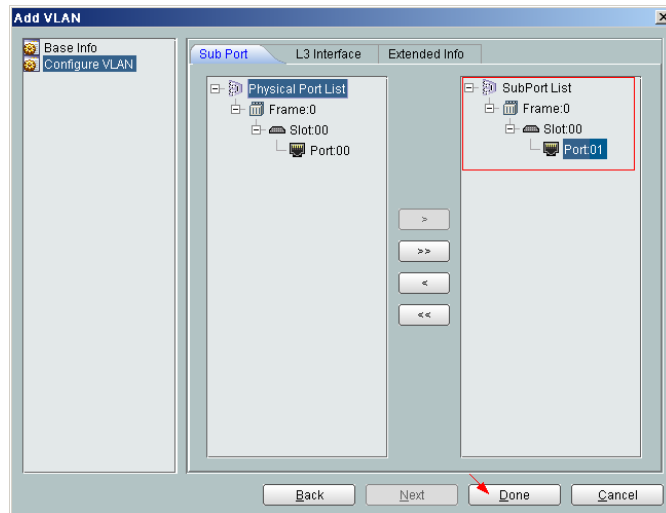 Add VLAN
Base Info
Configure VLAN
Sub Port L3 Interface Extended Info
Physical Port List
Frame:0
Slot:00
Port:00
>
>>
<
<<
SubPort List
Frame:0
Slot:00
Port:01
Back Next Done Cancel